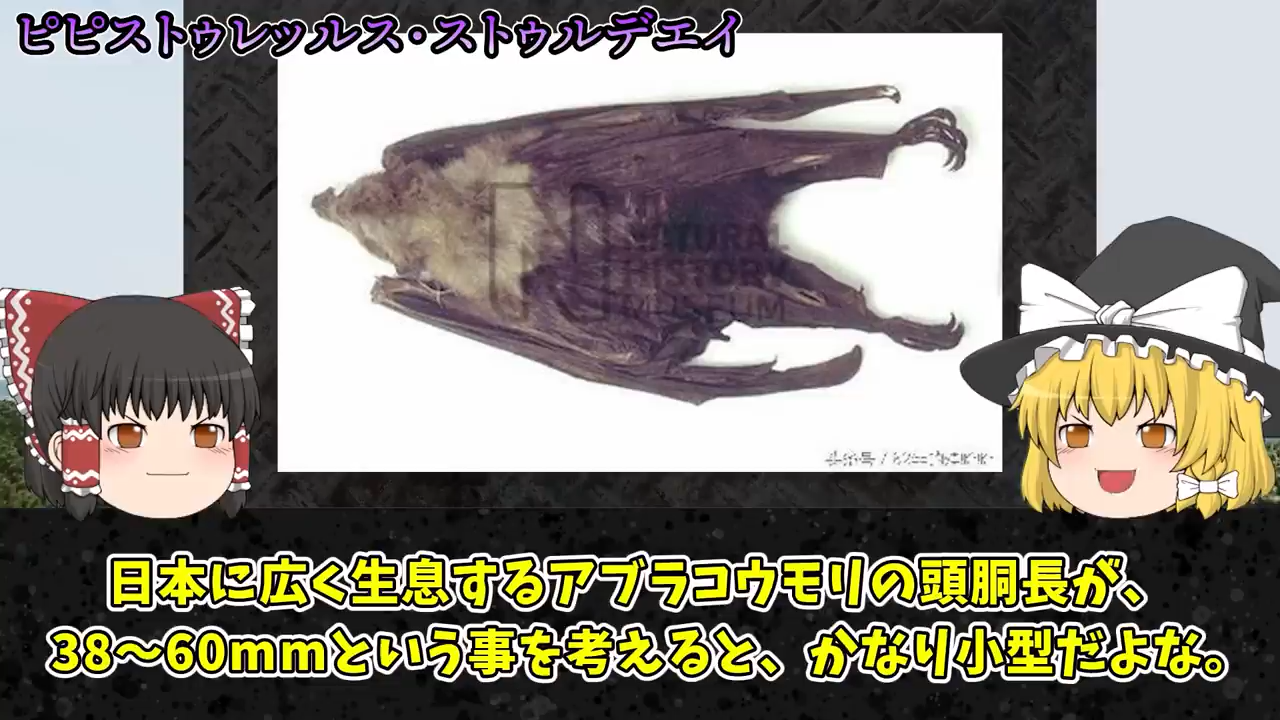 ピピストゥレッルス・ストゥルデエイ
NATURAL
HISTORY
MUSEUM
日本に広く生息するアブラコウモリの頭胴長が、
38～60mmという事を考えると、かなり小型だよな。